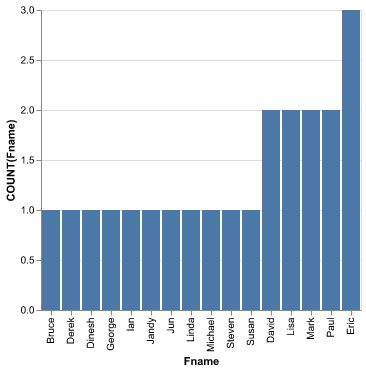 3.0
2.5
2.0
1.5
1.0
0.5
0.0
COUNT(Fname)
Bruce
Derek
Dinesh
George
Ian
Jandy
Jun
Linda
Michael
Steven
Susan
David
Lisa
Mark
Paul
Eric
Fname